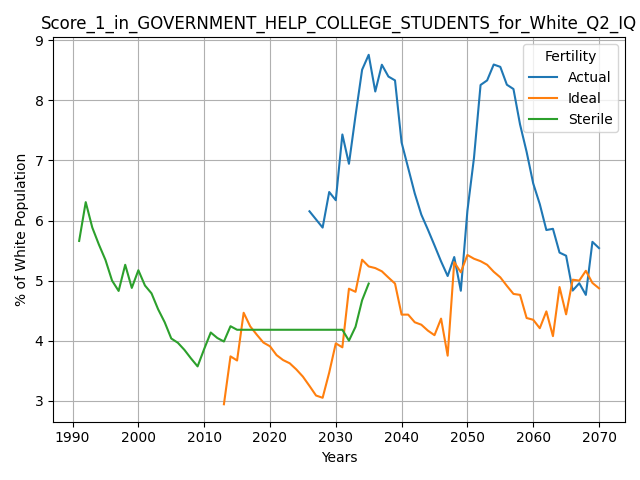 Score_1_in_GOVERNMENT_HELP_COLLEGE_STUDENTS_for_White_Q2_IQ
9
8
7
6
5
4
3
% of White Population
Fertility
Actual
Ideal
Sterile
1990 2000 2010 2020 2030 2040 2050 2060 2070
Years